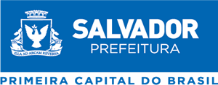 SALVADOR
PREFEITURA
PRIMEIRA CAPITAL DO BRASIL